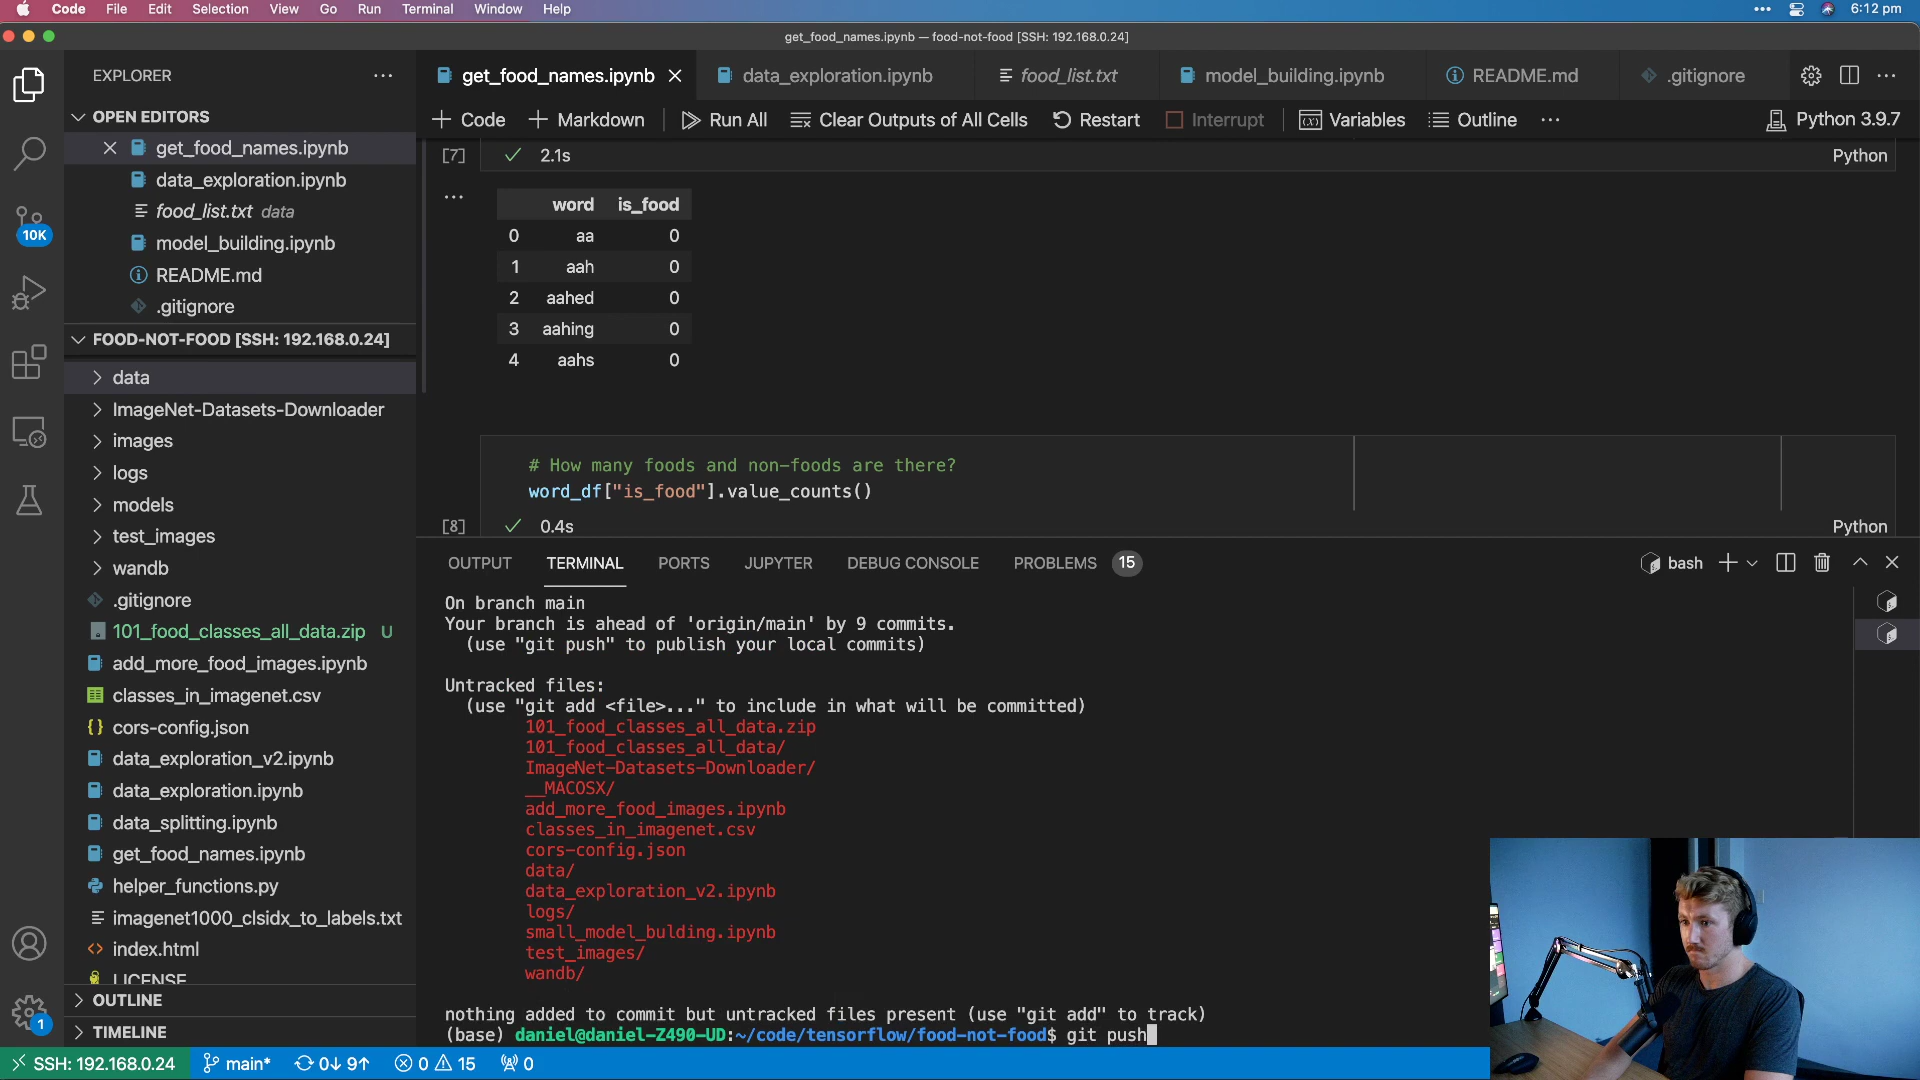 Code File Edit Selection View Go Run Terminal Window Help 6:12 pm
get_food_names.ipynb — food-not-food [SSH: 192.168.0.24]
EXPLORER
get_food_names.ipynb data_exploration.ipynb food_list.txt model_building.ipynb README.md .gitignore
OPEN EDITORS
+ Code + Markdown Run All Clear Outputs of All Cells Restart Interrupt Variables Outline Python 3.9.7
get_food_names.ipynb
data_exploration.ipynb
food_list.txt data
model_building.ipynb
README.md
.gitignore
10K
FOOD-NOT-FOOD [SSH: 192.168.0.24]
data
ImageNet-Datasets-Downloader
images
logs
models
test_images
wandb
.gitignore
101_food_classes_all_data.zip U
add_more_food_images.ipynb
classes_in_imagenet.csv
cors-config.json
data_exploration_v2.ipynb
data_exploration.ipynb
data_splitting.ipynb
get_food_names.ipynb
helper_functions.py
imagenet1000_clsidx_to_labels.txt
index.html
LICENSE
OUTLINE
TIMELINE
1
[7] 2.1s Python
word is_food
0 aa 0
1 aah 0
2 aahed 0
3 aahing 0
4 aahs 0
# How many foods and non-foods are there?
word_df["is_food"].value_counts()
[8] 0.4s Python
OUTPUT TERMINAL PORTS JUPYTER DEBUG CONSOLE PROBLEMS 15 bash
On branch main
Your branch is ahead of 'origin/main' by 9 commits.
(use "git push" to publish your local commits)
Untracked files:
(use "git add <file>..." to include in what will be committed)
101_food_classes_all_data.zip
101_food_classes_all_data/
ImageNet-Datasets-Downloader/
__MACOSX/
add_more_food_images.ipynb
classes_in_imagenet.csv
cors-config.json
data/
data_exploration_v2.ipynb
logs/
small_model_bulding.ipynb
test_images/
wandb/
nothing added to commit but untracked files present (use "git add" to track)
(base) daniel@daniel-Z490-UD:~/code/tensorflow/food-not-food$ git push
SSH: 192.168.0.24 main* 0↓ 9↑ 0 15 0